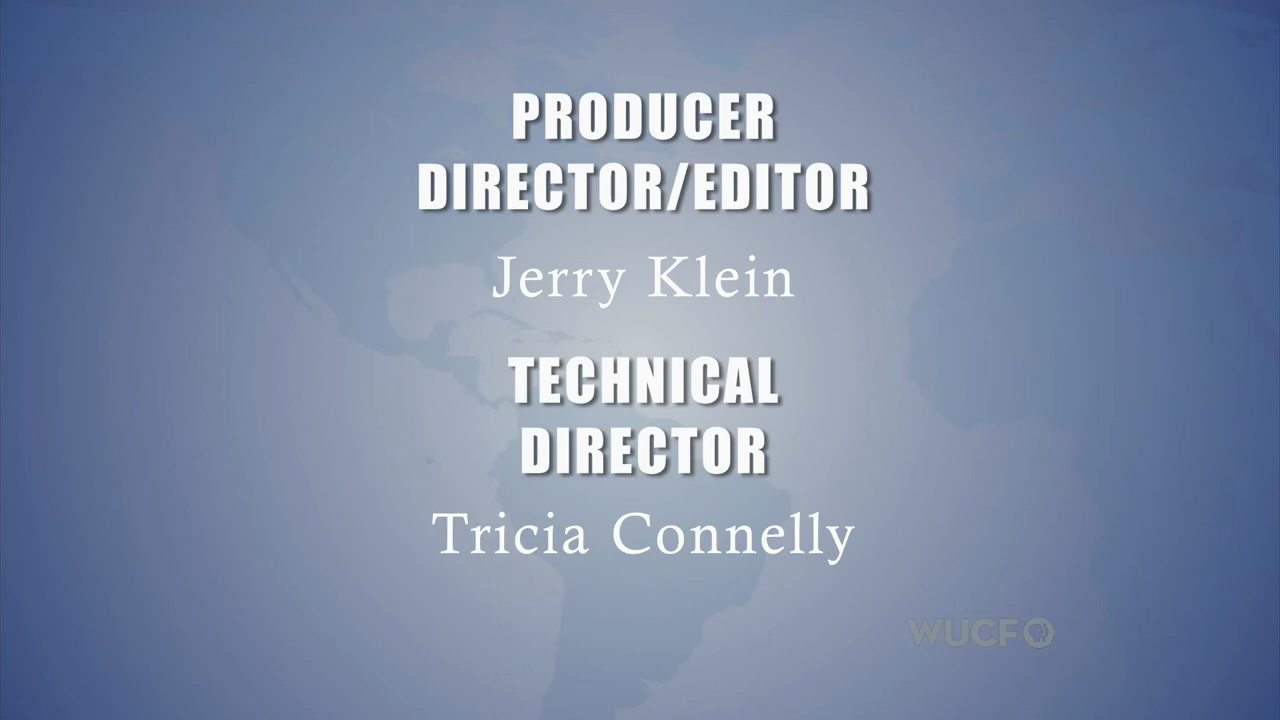 PRODUCER
DIRECTOR/EDITOR
Jerry Klein
TECHNICAL
DIRECTOR
Tricia Connelly
WUCF